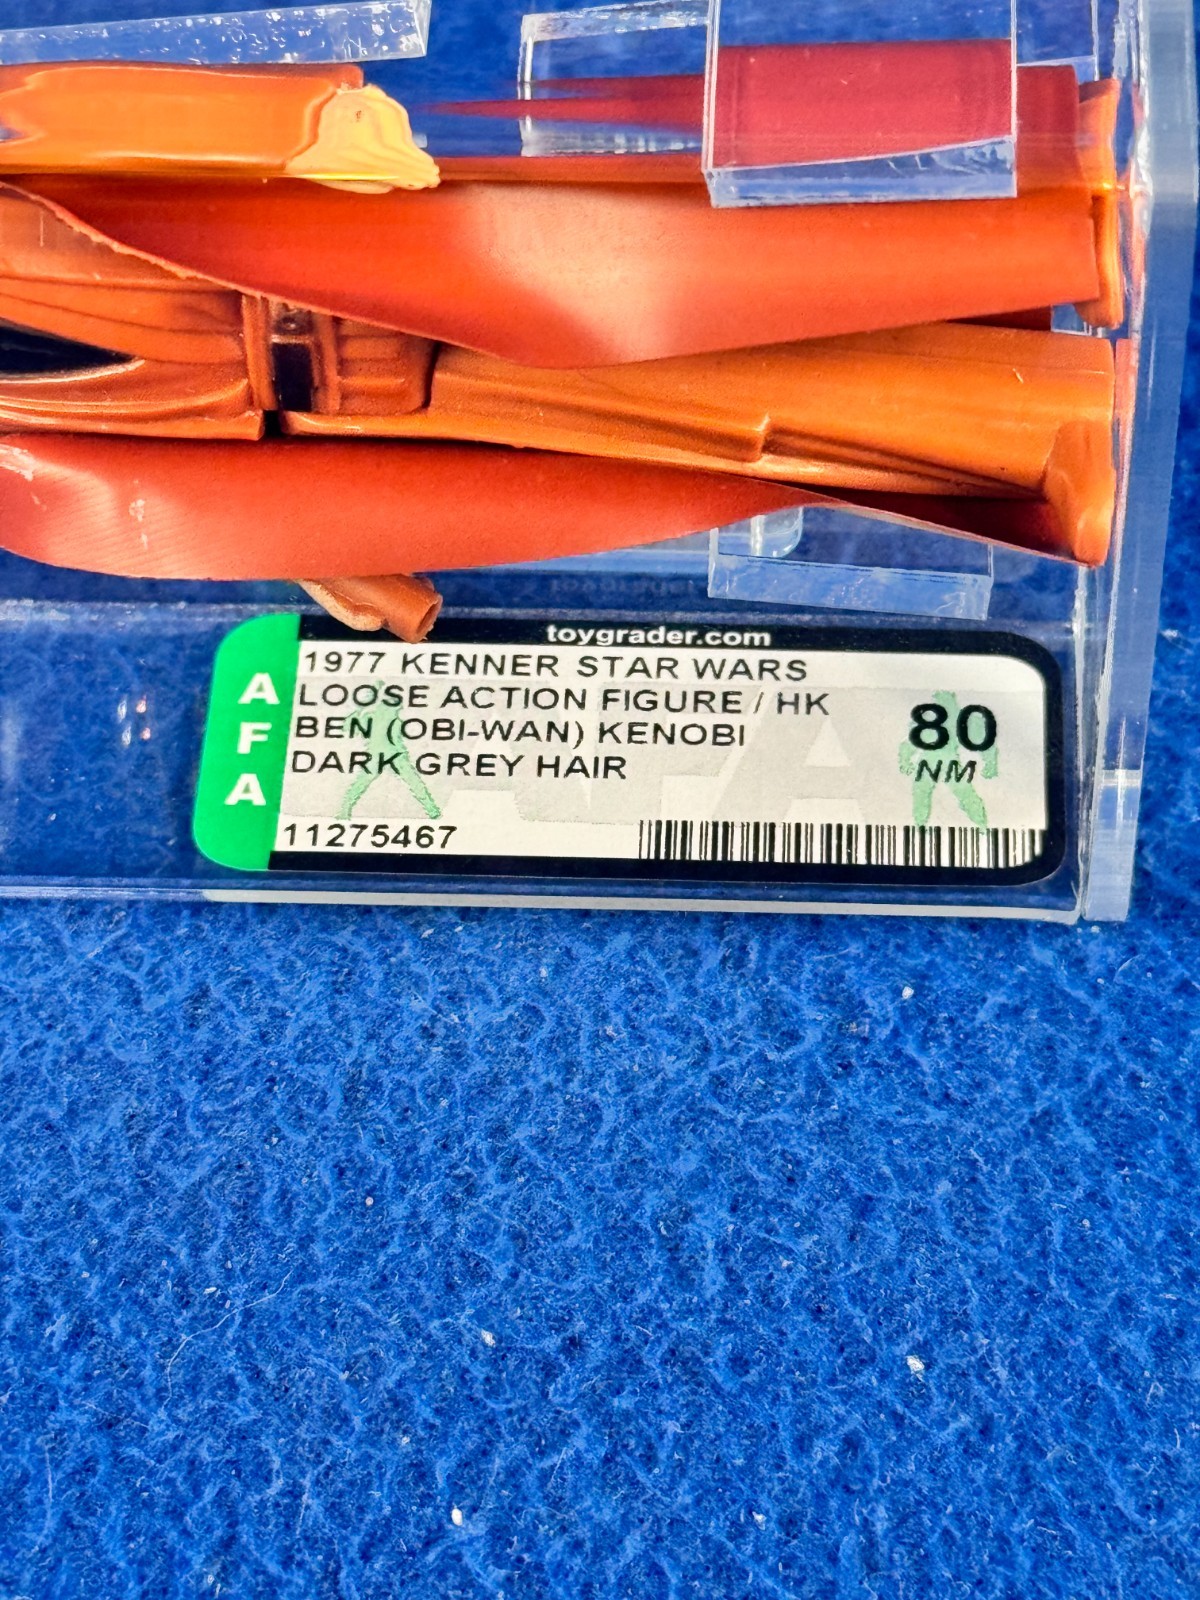 toygrader.com
AFA
1977 KENNER STAR WARS
LOOSE ACTION FIGURE / HK
BEN (OBI-WAN) KENOBI
DARK GREY HAIR
80
NM
11275467